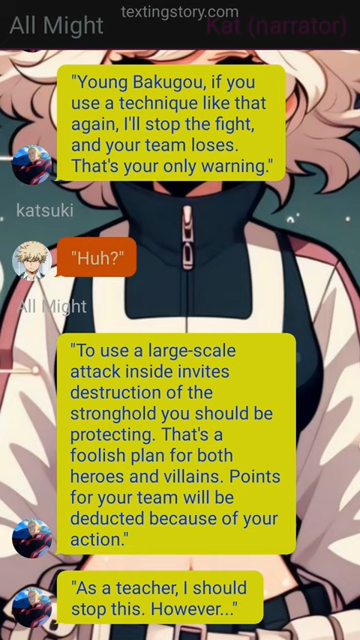 textingstory.com
All Might
Kat (narrator)
"Young Bakugou, if you
use a technique like that
again, I'll stop the fight,
and your team loses.
That's your only warning."
katsuki
"Huh?"
All Might
"To use a large-scale
attack inside invites
destruction of the
stronghold you should be
protecting. That's a
foolish plan for both
heroes and villains. Points
for your team will be
deducted because of your
action."
"As a teacher, I should
stop this. However..."